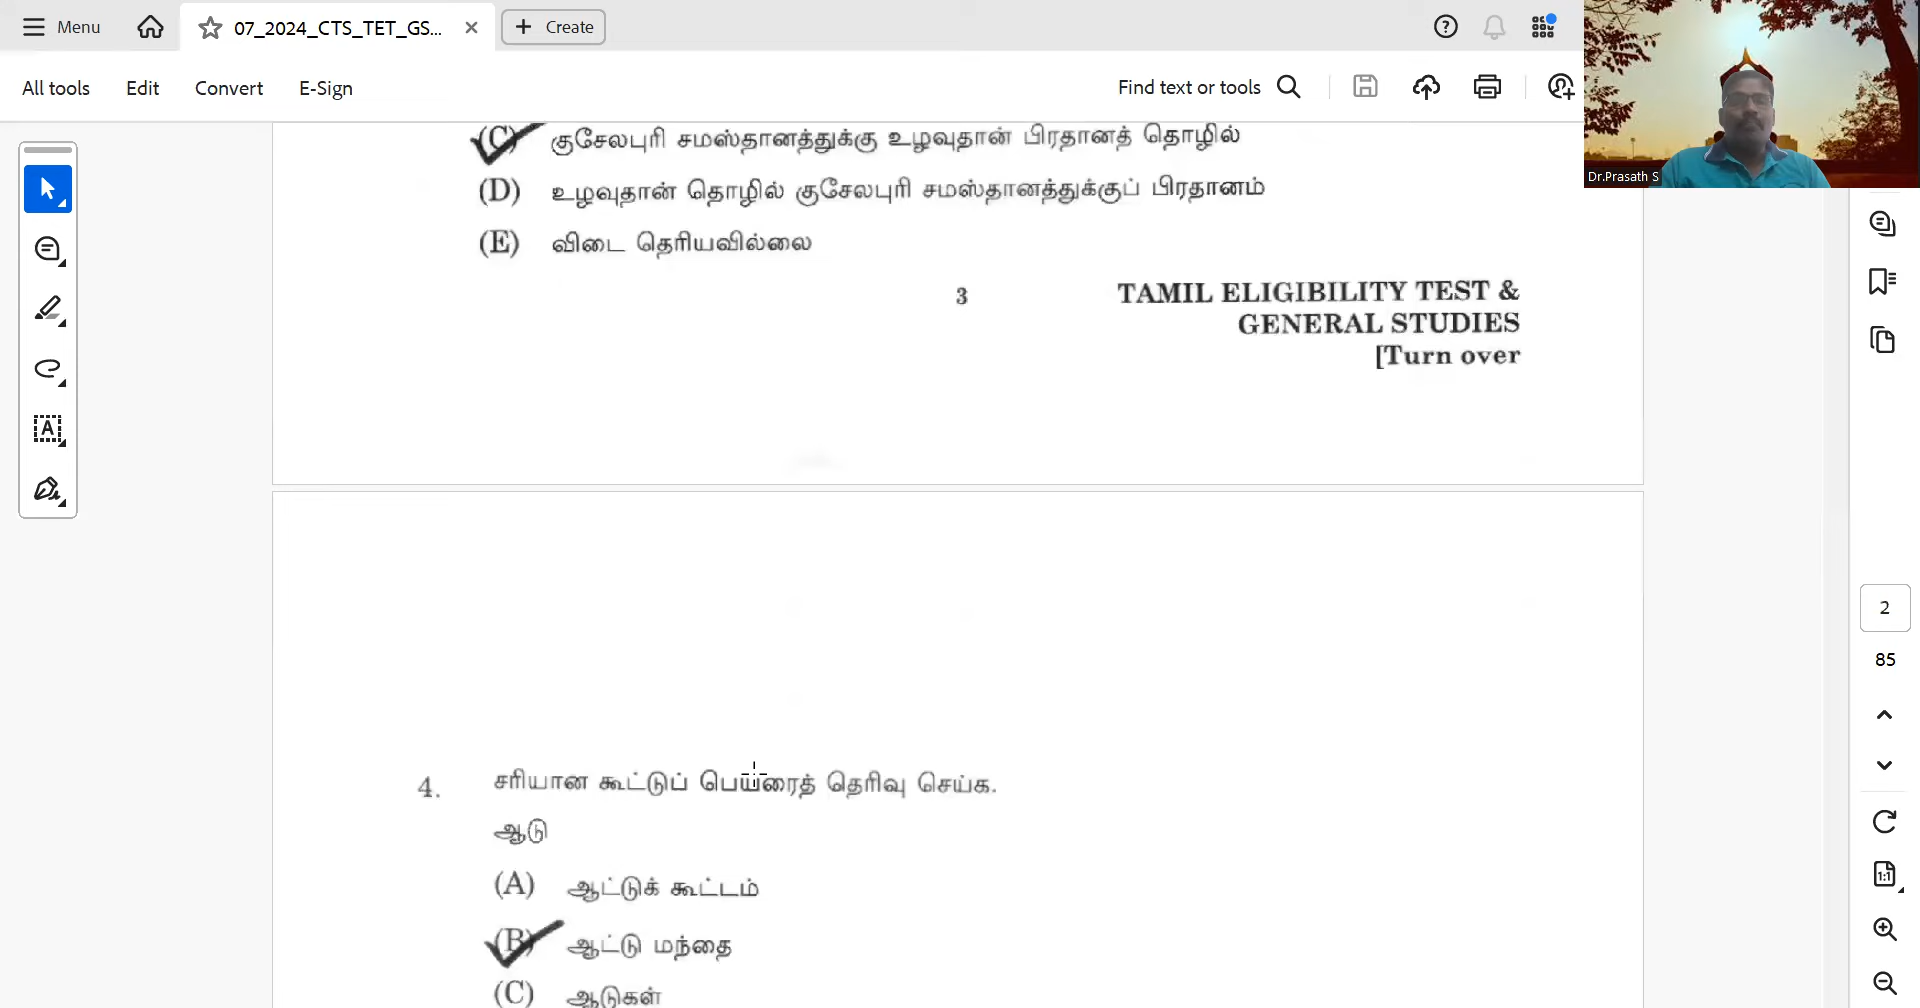 Menu
07_2024_CTS_TET_GS...
Create
All tools
Edit
Convert
E-Sign
Find text or tools
Dr.Prasath S
(C) குசேலபுரி சமஸ்தானத்துக்கு உழவுதான் பிரதானத் தொழில்
(D) உழவுதான் தொழில் குசேலபுரி சமஸ்தானத்துக்குப் பிரதானம்
(E) விடை தெரியவில்லை
3
TAMIL ELIGIBILITY TEST &
GENERAL STUDIES
[Turn over
4. சரியான கூட்டுப் பெயரைத் தெரிவு செய்க.
ஆடு
(A) ஆட்டுக் கூட்டம்
(B) ஆட்டு மந்தை
(C) ஆடுகள்
2
85